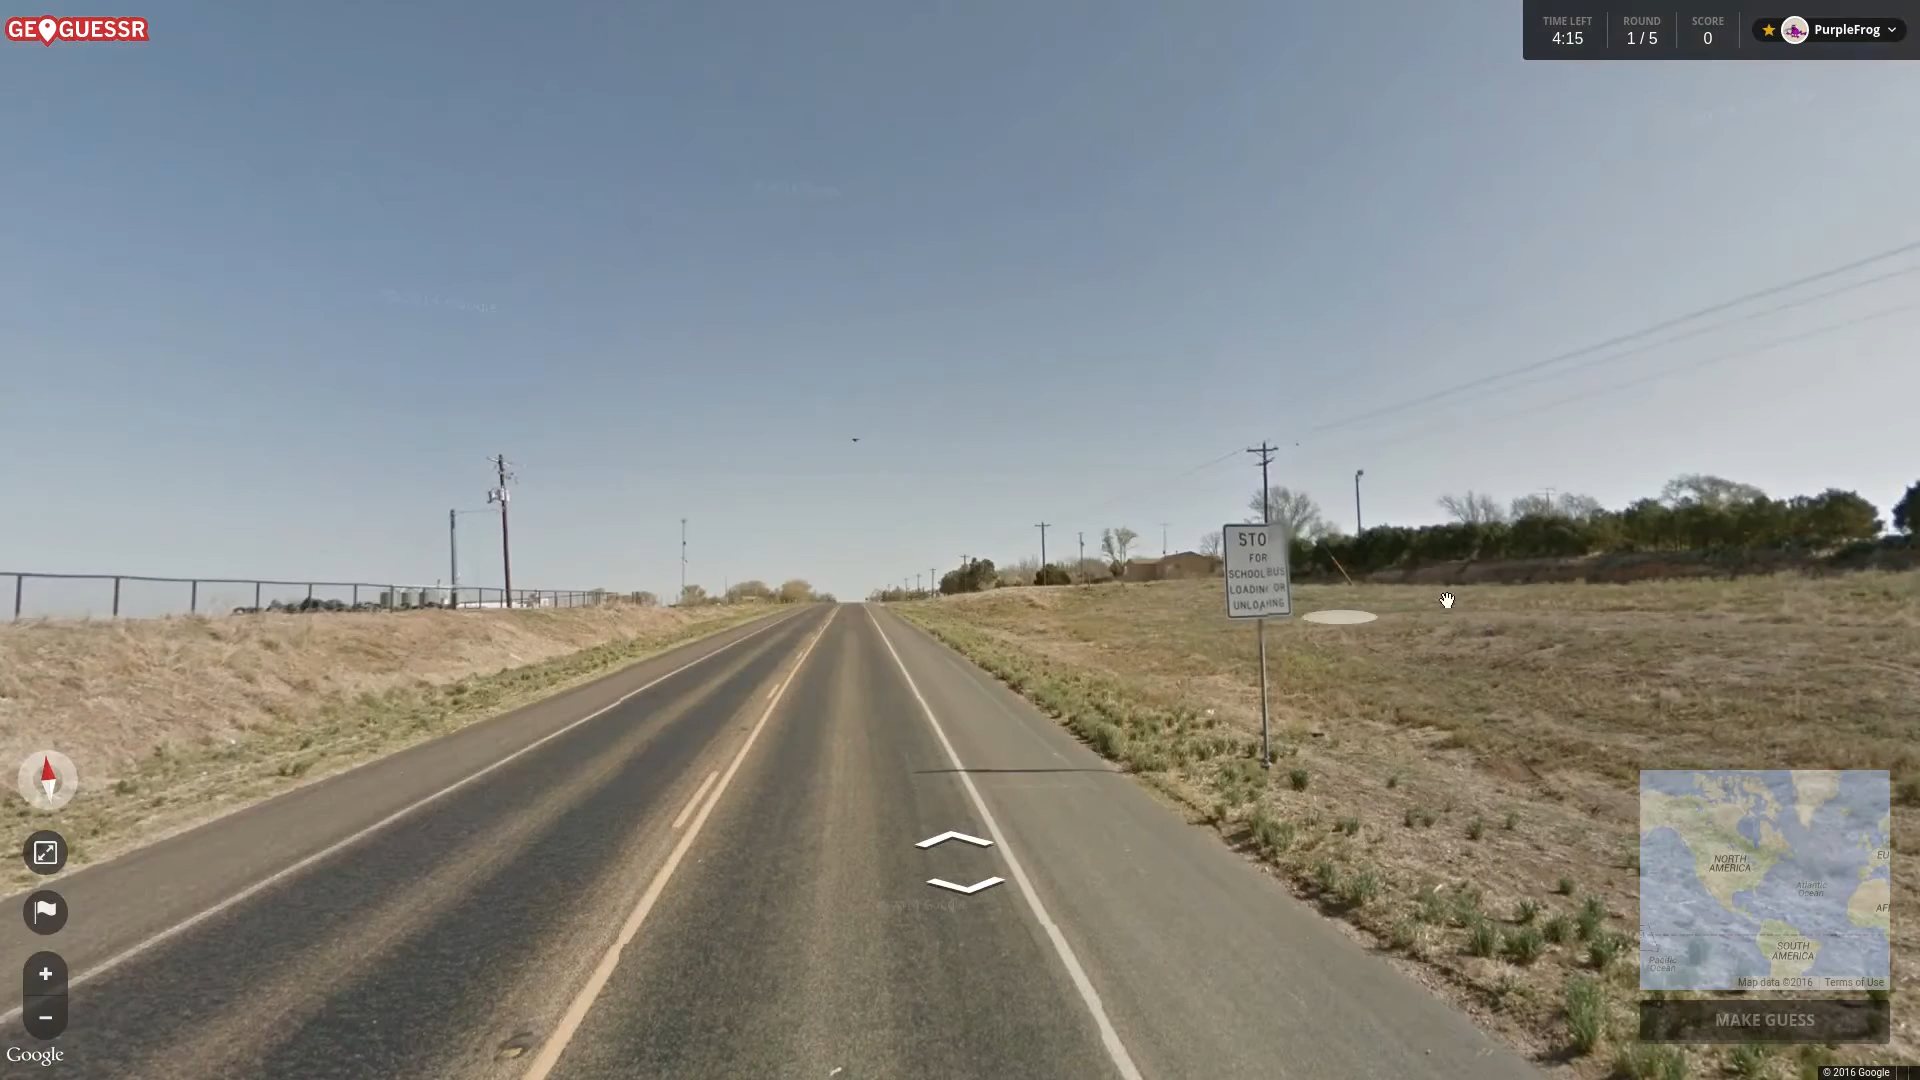 GEOGUESSR
TIME LEFT
4:15
ROUND
1 / 5
SCORE
0
PurpleFrog
STO
FOR
SCHOOL BUS
LOADING OR
UNLOADING
NORTH
AMERICA
Atlantic
Ocean
EU
AF
SOUTH
AMERICA
Pacific
Ocean
Map data ©2016
Terms of Use
MAKE GUESS
Google
© 2016 Google